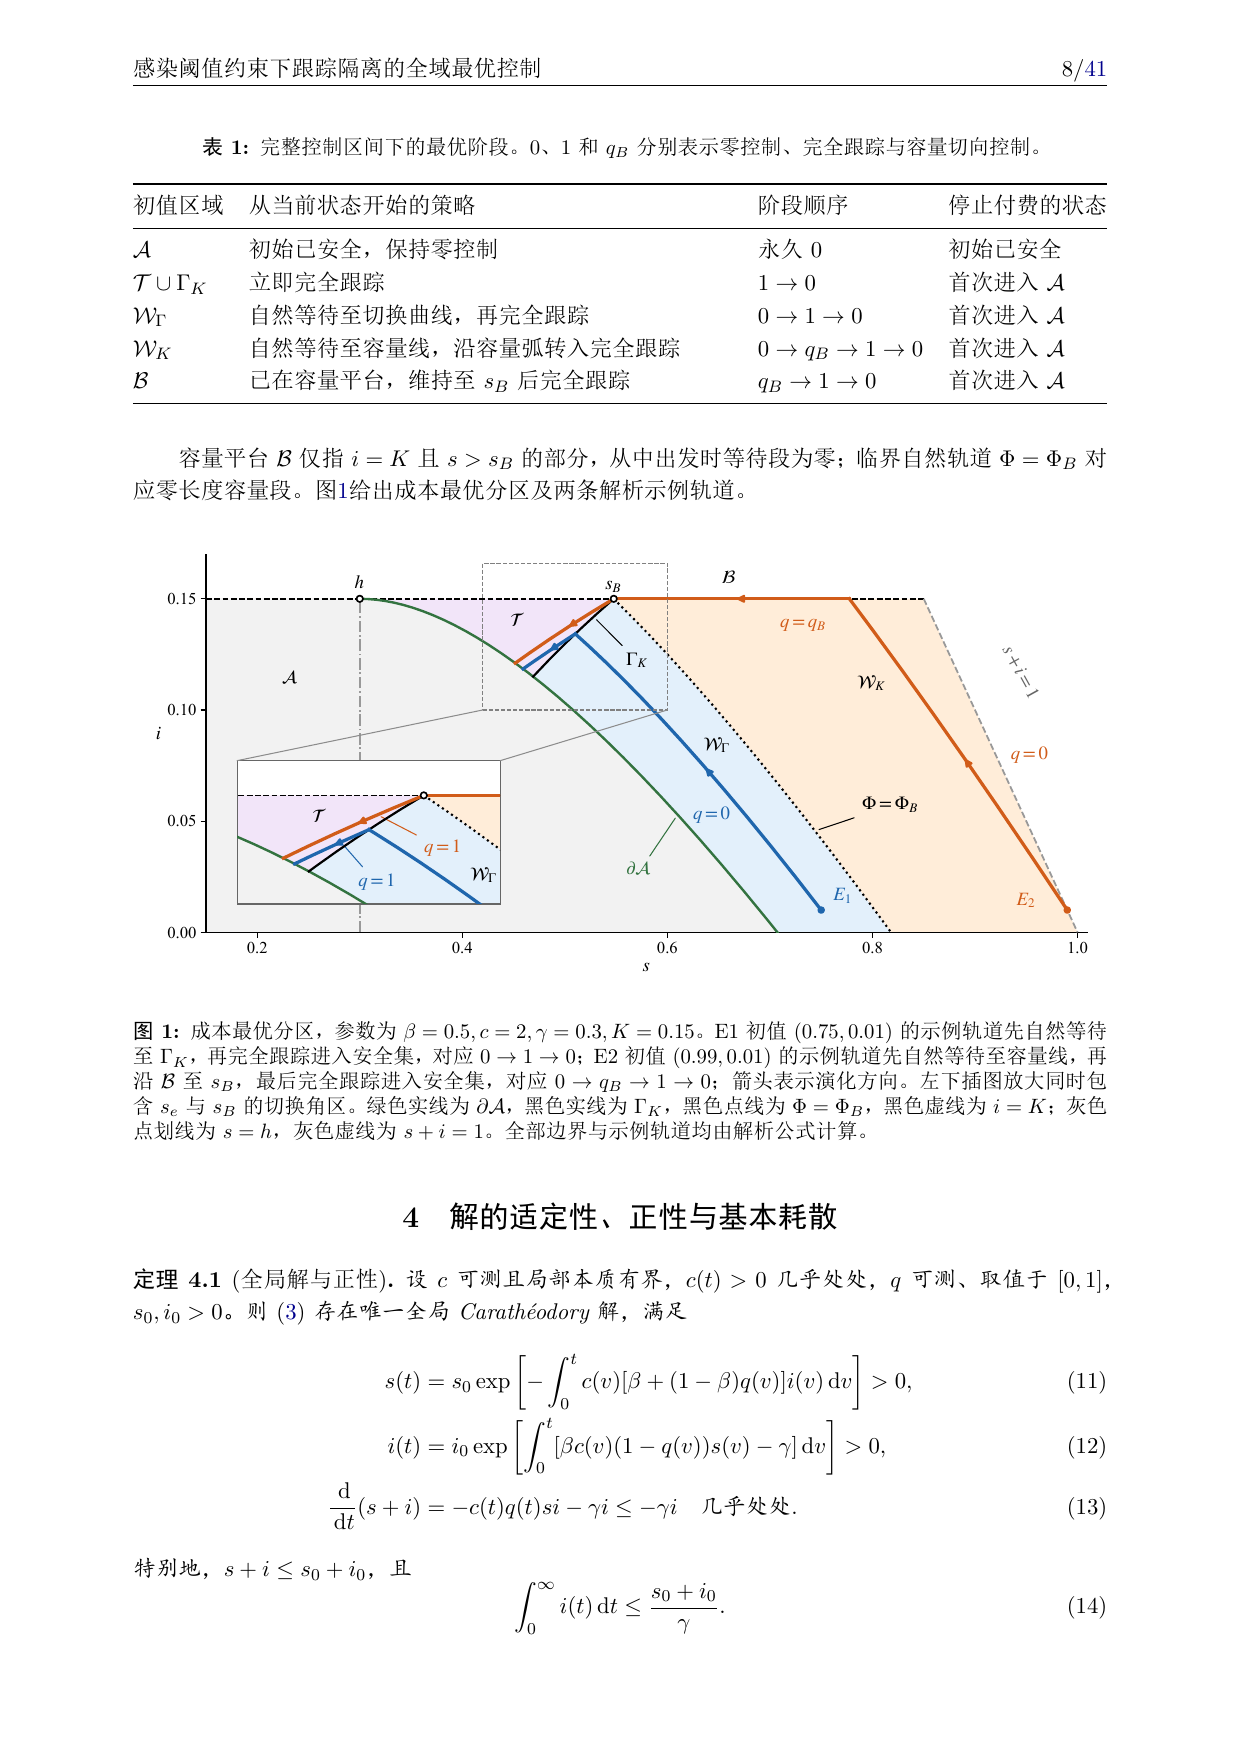 感染阈值约束下跟踪隔离的全域最优控制 8/41
表 1: 完整控制区间下的最优阶段。0、1 和 q_B 分别表示零控制、完全跟踪与容量切向控制。
初值区域 从当前状态开始的策略 阶段顺序 停止付费的状态
𝒜 初始已安全，保持零控制 永久 0 初始已安全
𝒯 ∪ Γ_K 立即完全跟踪 1 → 0 首次进入 𝒜
𝒲_Γ 自然等待至切换曲线，再完全跟踪 0 → 1 → 0 首次进入 𝒜
𝒲_K 自然等待至容量线，沿容量弧转入完全跟踪 0 → q_B → 1 → 0 首次进入 𝒜
ℬ 已在容量平台，维持至 s_B 后完全跟踪 q_B → 1 → 0 首次进入 𝒜
容量平台 ℬ 仅指 i = K 且 s > s_B 的部分，从中出发时等待段为零；临界自然轨道 Φ = Φ_B 对
应零长度容量段。图1给出成本最优分区及两条解析示例轨道。
h
s_B
ℬ
0.15
𝒯
q = q_B
Γ_K
s + i = 1
𝒜
𝒲_K
0.10
i
𝒲_Γ
q = 0
Φ = Φ_B
0.05
q = 0
𝒯
q = 1
q = 1
𝒲_Γ
∂𝒜
E_1
E_2
0.00
0.2 0.4 0.6 0.8 1.0
s
图 1: 成本最优分区，参数为 β = 0.5, c = 2, γ = 0.3, K = 0.15。E1 初值 (0.75, 0.01) 的示例轨道先自然等待
至 Γ_K，再完全跟踪进入安全集，对应 0 → 1 → 0；E2 初值 (0.99, 0.01) 的示例轨道先自然等待至容量线，再
沿 ℬ 至 s_B，最后完全跟踪进入安全集，对应 0 → q_B → 1 → 0；箭头表示演化方向。左下插图放大同时包
含 s_e 与 s_B 的切换角区。绿色实线为 ∂𝒜，黑色实线为 Γ_K，黑色点线为 Φ = Φ_B，黑色虚线为 i = K；灰色
点划线为 s = h，灰色虚线为 s + i = 1。全部边界与示例轨道均由解析公式计算。
4 解的适定性、正性与基本耗散
定理 4.1 (全局解与正性). 设 c 可测且局部本质有界，c(t) > 0 几乎处处，q 可测、取值于 [0, 1]，
s_0, i_0 > 0。则 (3) 存在唯一全局 Carathéodory 解，满足
s(t) = s_0 exp [ − ∫_0^t c(v)[β + (1 − β)q(v)]i(v) dv ] > 0, (11)
i(t) = i_0 exp [ ∫_0^t [βc(v)(1 − q(v))s(v) − γ] dv ] > 0, (12)
d/dt (s + i) = −c(t)q(t)si − γi ≤ −γi 几乎处处. (13)
特别地，s + i ≤ s_0 + i_0，且
∫_0^∞ i(t) dt ≤ (s_0 + i_0)/γ. (14)